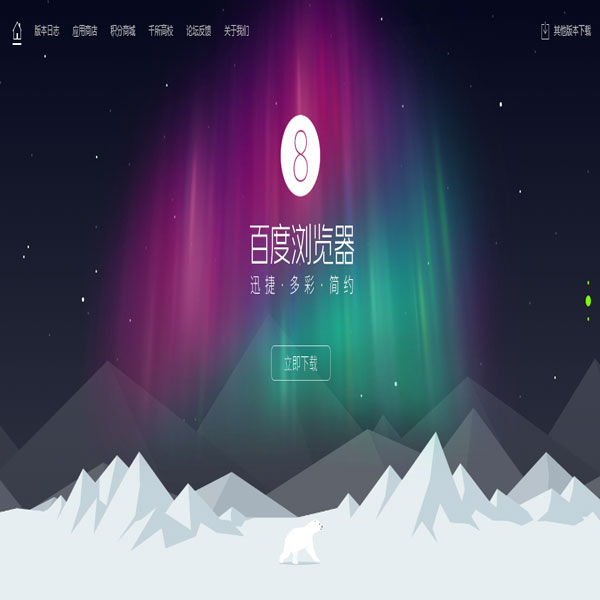 版本日志 应用商店 积分商城 千所高校 论坛反馈 关于我们 其他版本下载
8
百度浏览器
迅捷·多彩·简约
立即下载